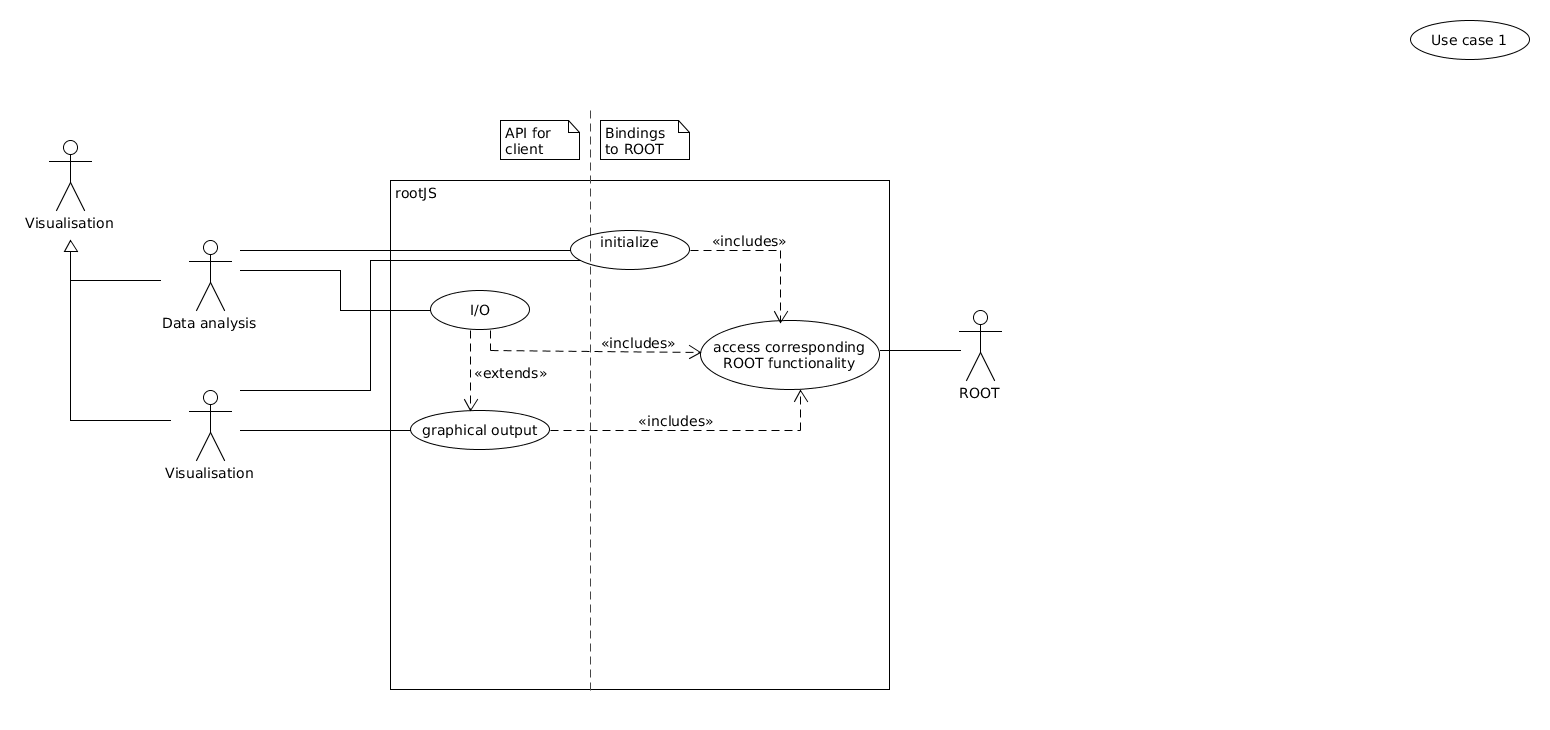 Use case 1
API for
client
Bindings
to ROOT
rootJS
Visualisation
initialize
«includes»
Data analysis
I/O
«includes»
access corresponding
ROOT functionality
ROOT
«extends»
graphical output
«includes»
Visualisation